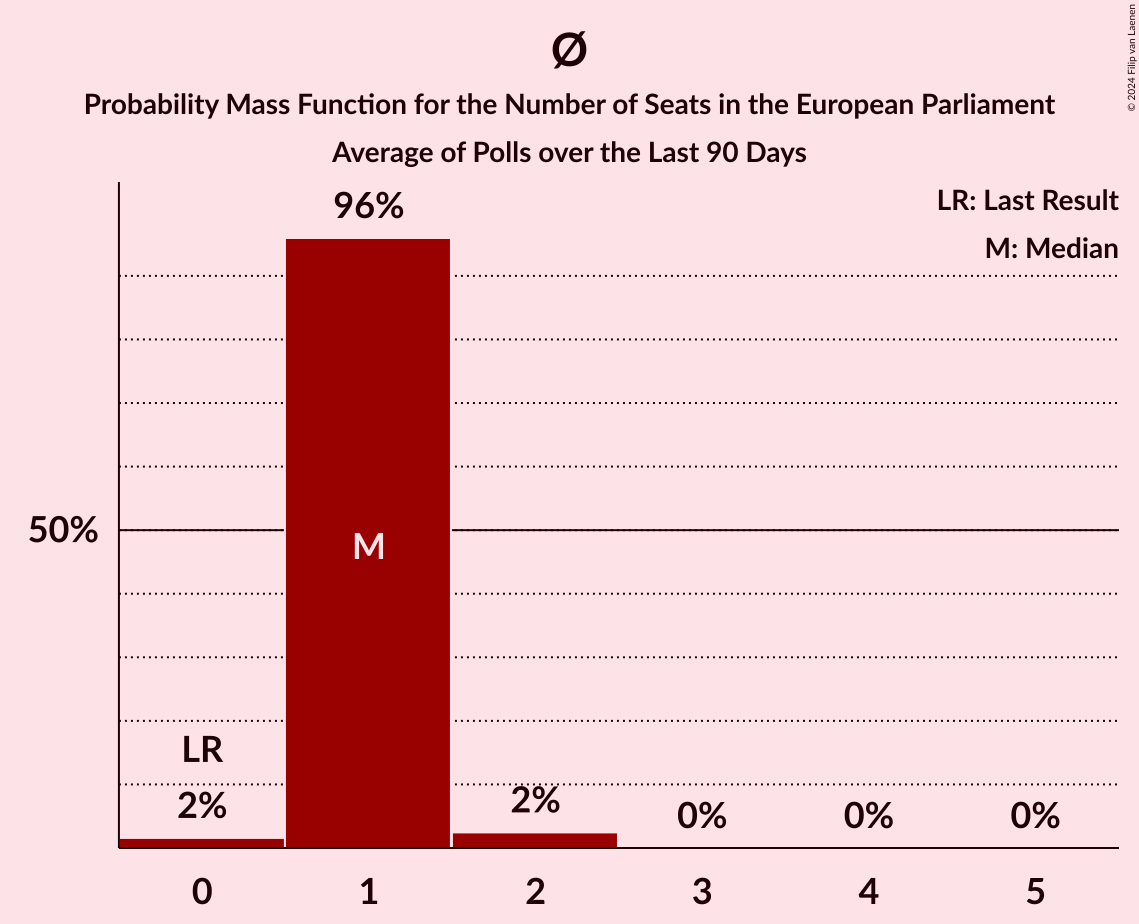 Ø
Probability Mass Function for the Number of Seats in the European Parliament
Average of Polls over the Last 90 Days
© 2024 Filip van Laenen
LR: Last Result
M: Median
96%
50%
M
LR
2%
2%
0%
0%
0%
0
1
2
3
4
5